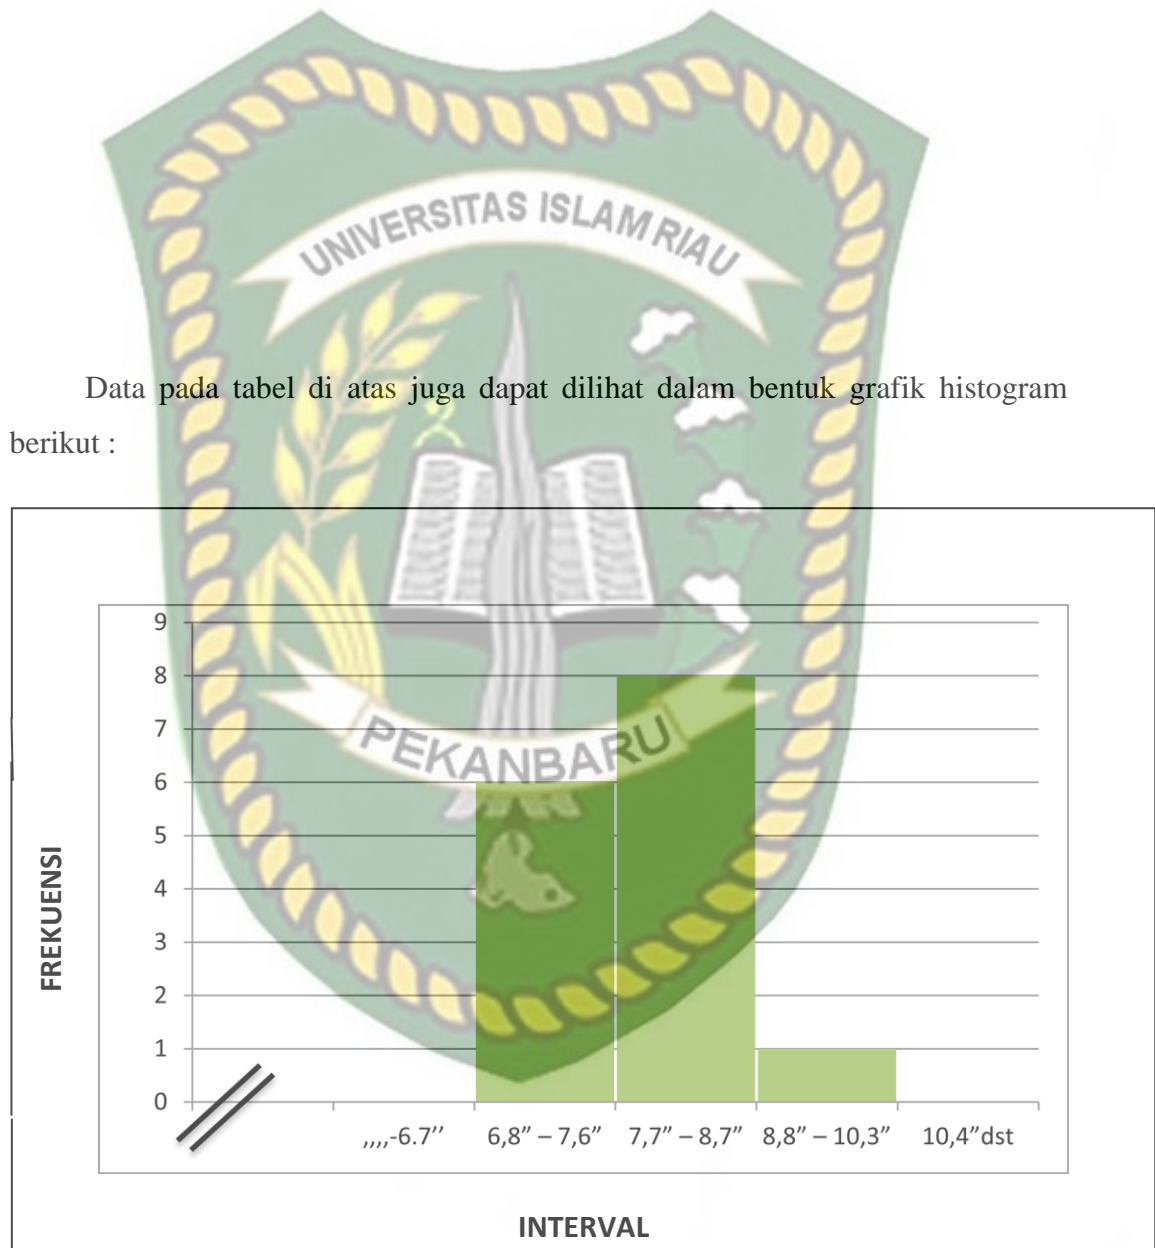 UNIVERSITAS ISLAM RIAU
Data pada tabel di atas juga dapat dilihat dalam bentuk grafik histogram
berikut :
9
8
7
PEKANBARU
6
5
4
3
2
1
0
FREKUENSI
,,,,-6.7’’ 6,8” – 7,6” 7,7” – 8,7” 8,8” – 10,3” 10,4”dst
INTERVAL